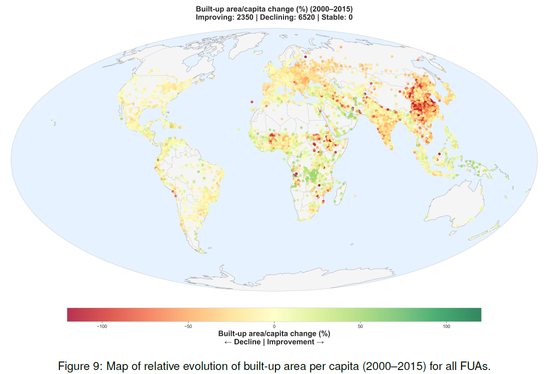 Built-up area/capita change (%) (2000–2015)
Improving: 2350 | Declining: 6520 | Stable: 0
−100 −50 0 50 100
Built-up area/capita change (%)
← Decline | Improvement →
Figure 9: Map of relative evolution of built-up area per capita (2000–2015) for all FUAs.